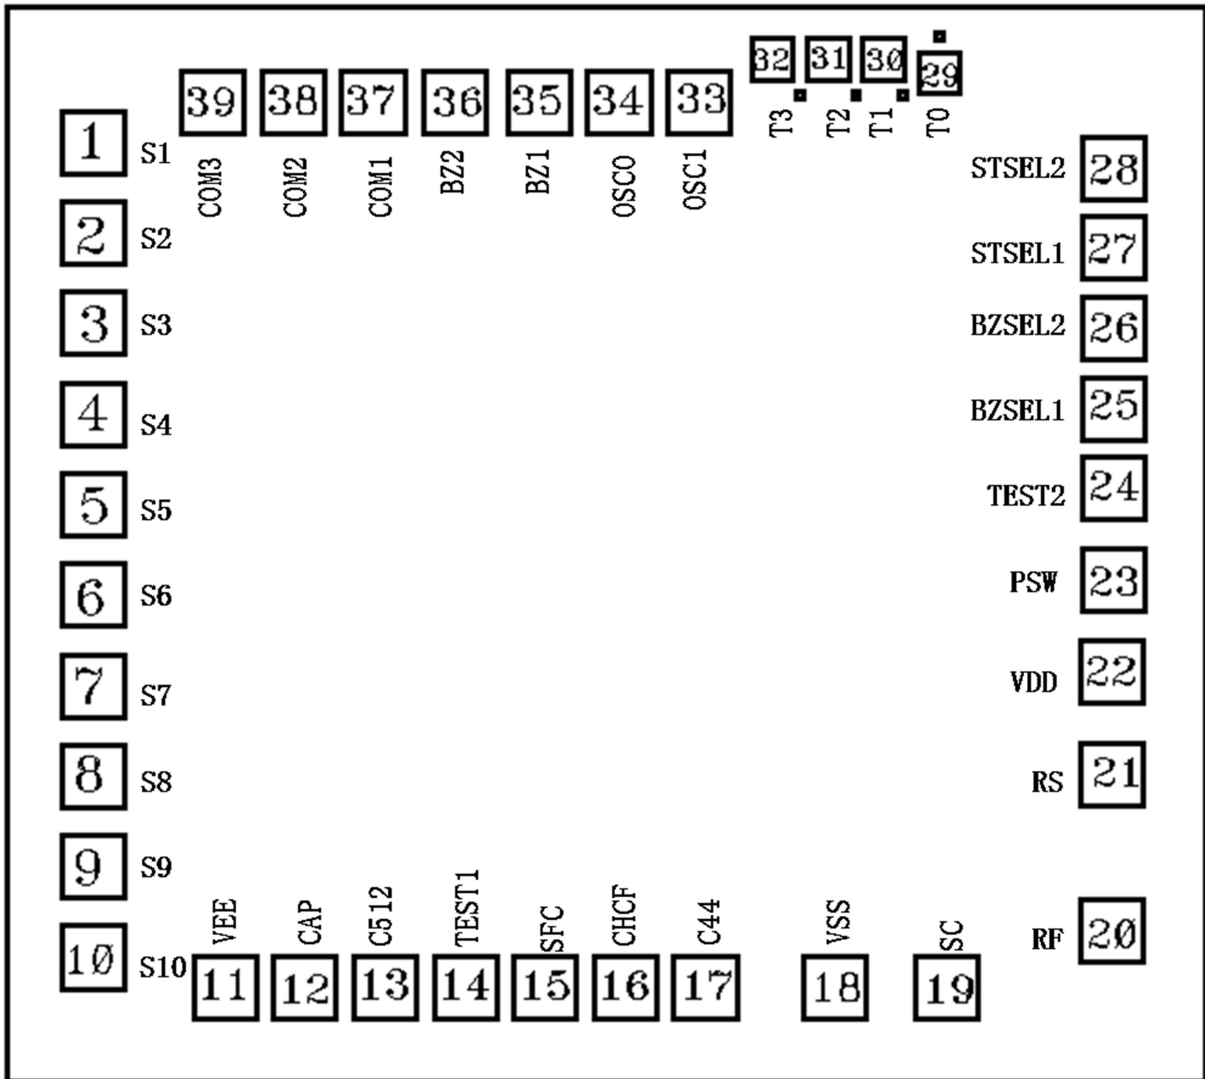 39 38 37 36 35 34 33 32 31 30 29
COM3 COM2 COM1 BZ2 BZ1 OSCO OSC1 T3 T2 T1 T0
1 S1
2 S2
3 S3
4 S4
5 S5
6 S6
7 S7
8 S8
9 S9
10 S10
STSEL2 28
STSEL1 27
BZSEL2 26
BZSEL1 25
TEST2 24
PSW 23
VDD 22
RS 21
RF 20
VEE CAP C512 TEST1 SFC CHCF C44 VSS SC
11 12 13 14 15 16 17 18 19